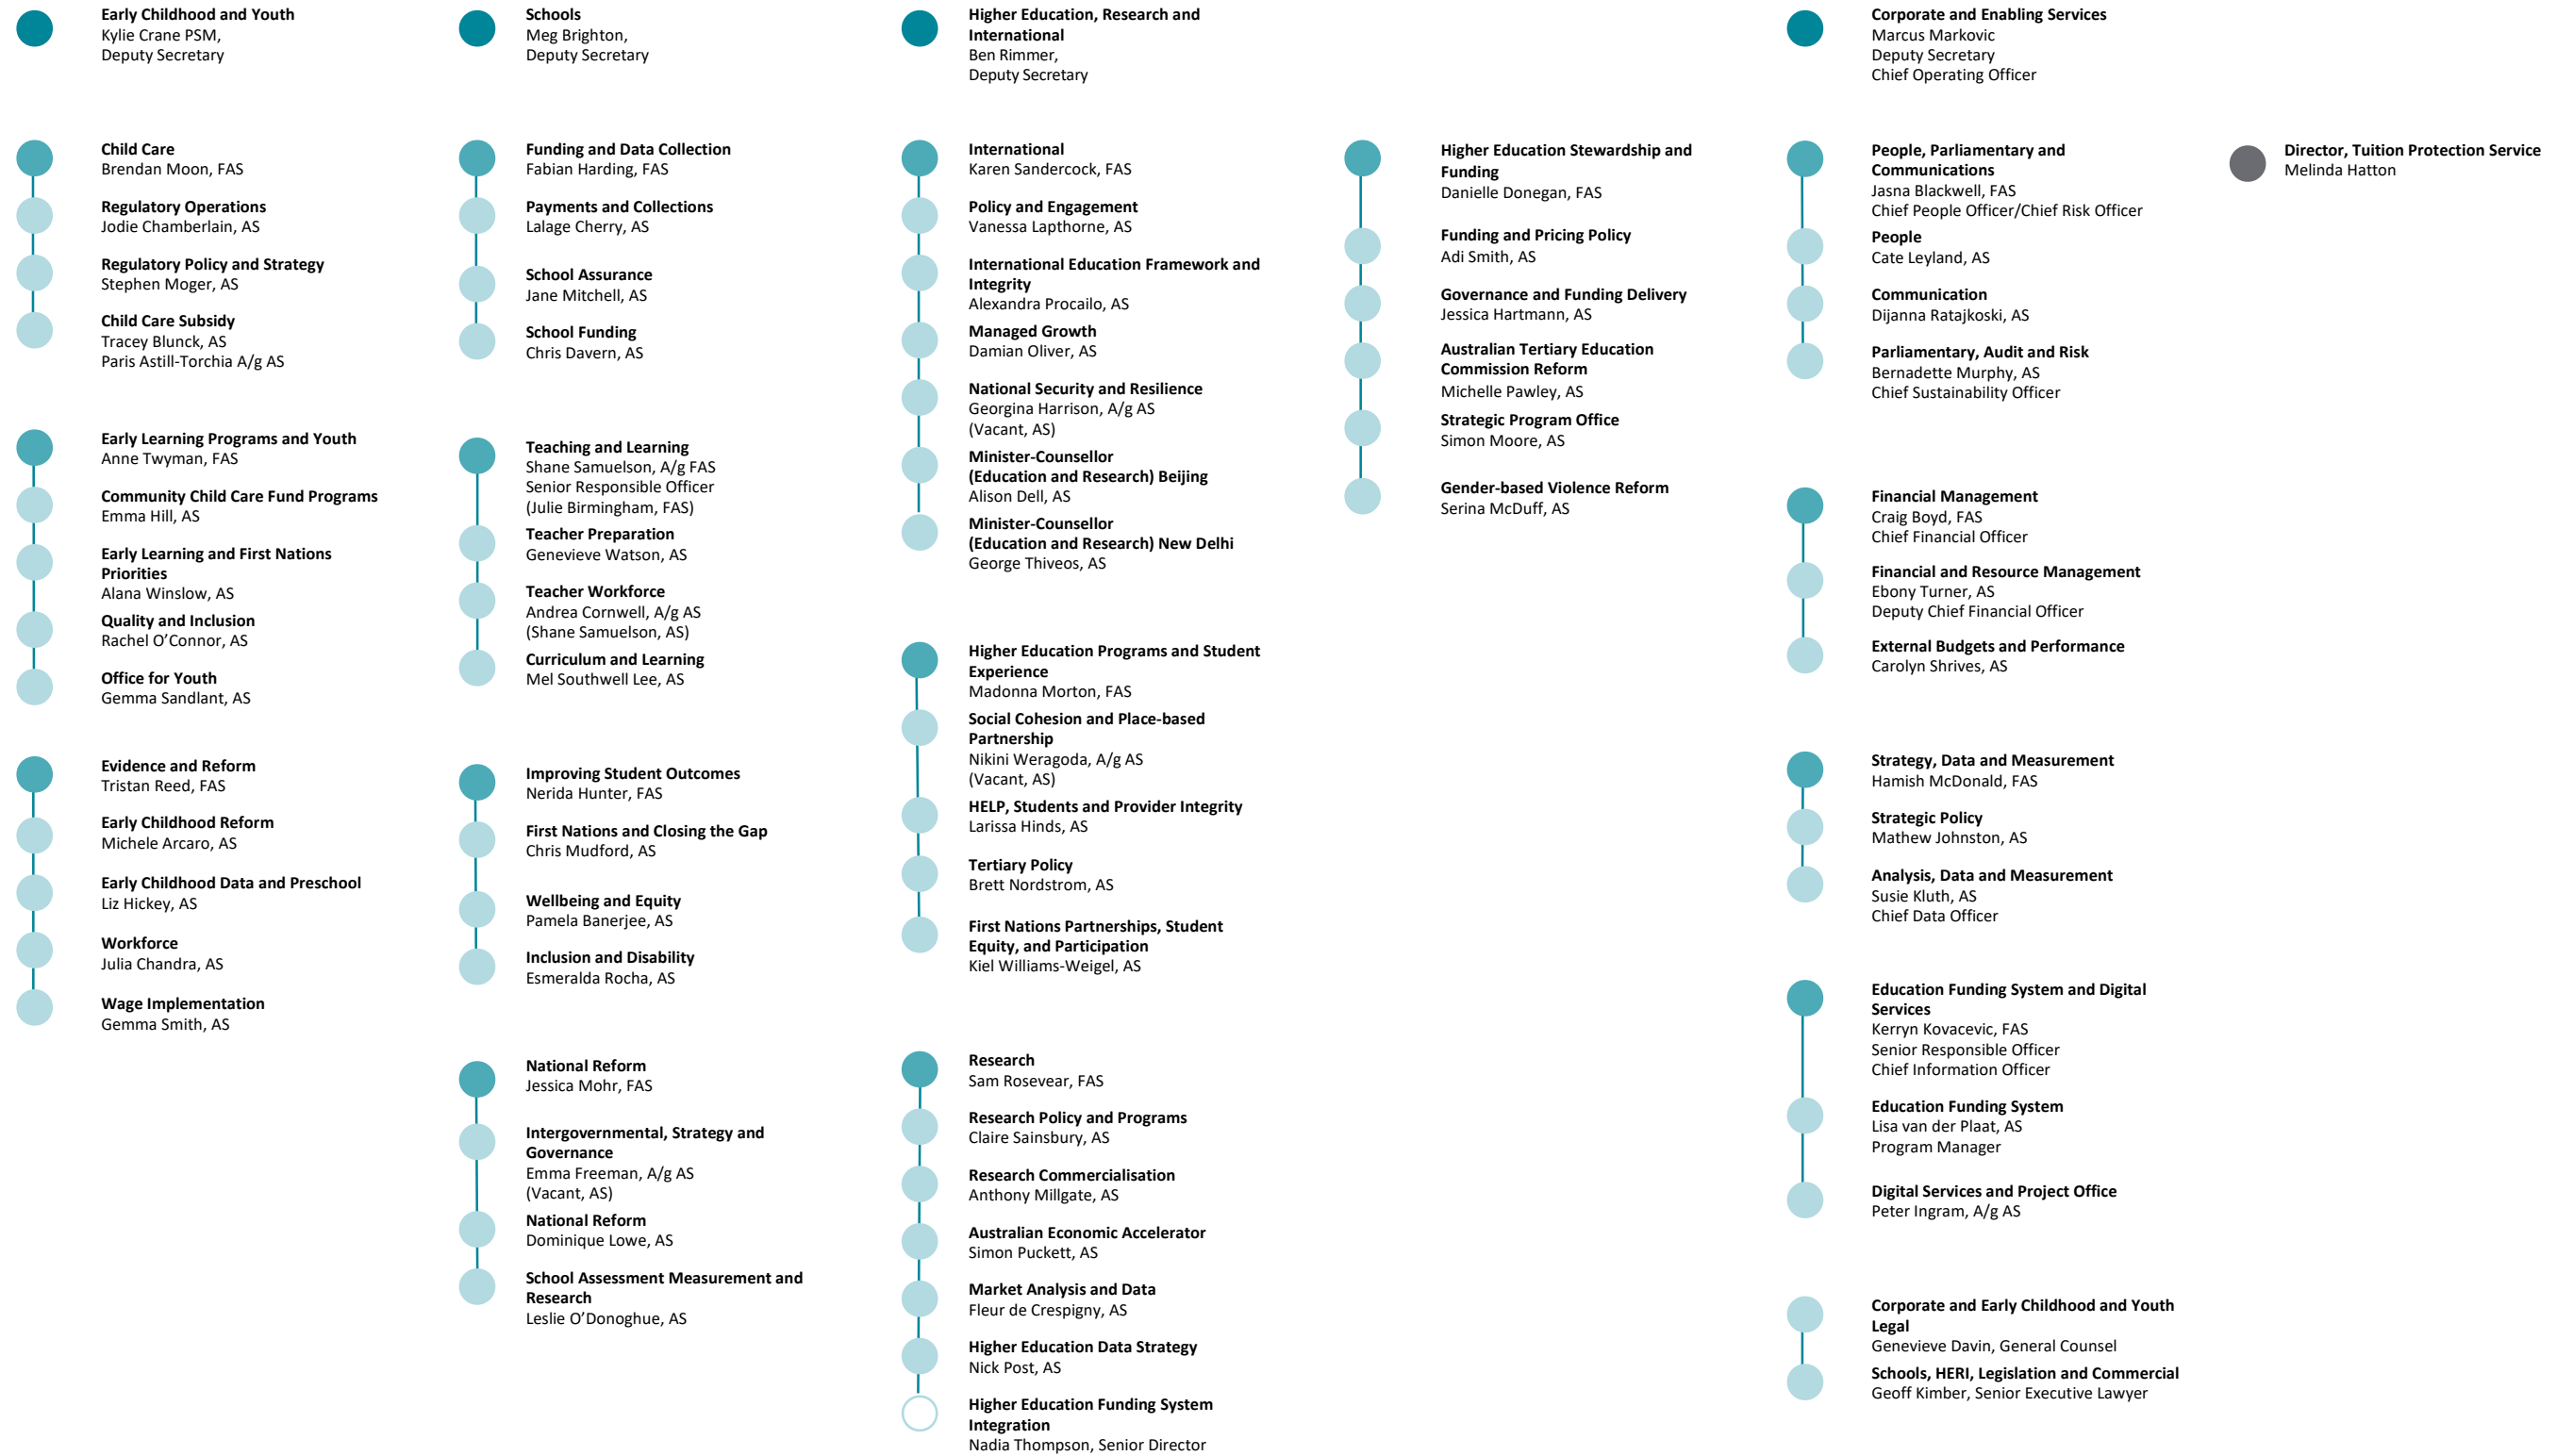 Early Childhood and Youth
Kylie Crane PSM,
Deputy Secretary
Child Care
Brendan Moon, FAS
Regulatory Operations
Jodie Chamberlain, AS
Regulatory Policy and Strategy
Stephen Moger, AS
Child Care Subsidy
Tracey Blunck, AS
Paris Astill-Torchia A/g AS
Early Learning Programs and Youth
Anne Twyman, FAS
Community Child Care Fund Programs
Emma Hill, AS
Early Learning and First Nations
Priorities
Alana Winslow, AS
Quality and Inclusion
Rachel O’Connor, AS
Office for Youth
Gemma Sandlant, AS
Evidence and Reform
Tristan Reed, FAS
Early Childhood Reform
Michele Arcaro, AS
Early Childhood Data and Preschool
Liz Hickey, AS
Workforce
Julia Chandra, AS
Wage Implementation
Gemma Smith, AS
Schools
Meg Brighton,
Deputy Secretary
Funding and Data Collection
Fabian Harding, FAS
Payments and Collections
Lalage Cherry, AS
School Assurance
Jane Mitchell, AS
School Funding
Chris Davern, AS
Teaching and Learning
Shane Samuelson, A/g FAS
Senior Responsible Officer
(Julie Birmingham, FAS)
Teacher Preparation
Genevieve Watson, AS
Teacher Workforce
Andrea Cornwell, A/g AS
(Shane Samuelson, AS)
Curriculum and Learning
Mel Southwell Lee, AS
Improving Student Outcomes
Nerida Hunter, FAS
First Nations and Closing the Gap
Chris Mudford, AS
Wellbeing and Equity
Pamela Banerjee, AS
Inclusion and Disability
Esmeralda Rocha, AS
National Reform
Jessica Mohr, FAS
Intergovernmental, Strategy and
Governance
Emma Freeman, A/g AS
(Vacant, AS)
National Reform
Dominique Lowe, AS
School Assessment Measurement and
Research
Leslie O’Donoghue, AS
Higher Education, Research and
International
Ben Rimmer,
Deputy Secretary
International
Karen Sandercock, FAS
Policy and Engagement
Vanessa Lapthorne, AS
International Education Framework and
Integrity
Alexandra Procailo, AS
Managed Growth
Damian Oliver, AS
National Security and Resilience
Georgina Harrison, A/g AS
(Vacant, AS)
Minister-Counsellor
(Education and Research) Beijing
Alison Dell, AS
Minister-Counsellor
(Education and Research) New Delhi
George Thiveos, AS
Higher Education Programs and Student
Experience
Madonna Morton, FAS
Social Cohesion and Place-based
Partnership
Nikini Weragoda, A/g AS
(Vacant, AS)
HELP, Students and Provider Integrity
Larissa Hinds, AS
Tertiary Policy
Brett Nordstrom, AS
First Nations Partnerships, Student
Equity, and Participation
Kiel Williams-Weigel, AS
Research
Sam Rosevear, FAS
Research Policy and Programs
Claire Sainsbury, AS
Research Commercialisation
Anthony Millgate, AS
Australian Economic Accelerator
Simon Puckett, AS
Market Analysis and Data
Fleur de Crespigny, AS
Higher Education Data Strategy
Nick Post, AS
Higher Education Funding System
Integration
Nadia Thompson, Senior Director
Higher Education Stewardship and
Funding
Danielle Donegan, FAS
Funding and Pricing Policy
Adi Smith, AS
Governance and Funding Delivery
Jessica Hartmann, AS
Australian Tertiary Education
Commission Reform
Michelle Pawley, AS
Strategic Program Office
Simon Moore, AS
Gender-based Violence Reform
Serina McDuff, AS
Corporate and Enabling Services
Marcus Markovic
Deputy Secretary
Chief Operating Officer
People, Parliamentary and
Communications
Jasna Blackwell, FAS
Chief People Officer/Chief Risk Officer
People
Cate Leyland, AS
Communication
Dijanna Ratajkoski, AS
Parliamentary, Audit and Risk
Bernadette Murphy, AS
Chief Sustainability Officer
Financial Management
Craig Boyd, FAS
Chief Financial Officer
Financial and Resource Management
Ebony Turner, AS
Deputy Chief Financial Officer
External Budgets and Performance
Carolyn Shrives, AS
Strategy, Data and Measurement
Hamish McDonald, FAS
Strategic Policy
Mathew Johnston, AS
Analysis, Data and Measurement
Susie Kluth, AS
Chief Data Officer
Education Funding System and Digital
Services
Kerryn Kovacevic, FAS
Senior Responsible Officer
Chief Information Officer
Education Funding System
Lisa van der Plaat, AS
Program Manager
Digital Services and Project Office
Peter Ingram, A/g AS
Corporate and Early Childhood and Youth
Legal
Genevieve Davin, General Counsel
Schools, HERI, Legislation and Commercial
Geoff Kimber, Senior Executive Lawyer
Director, Tuition Protection Service
Melinda Hatton